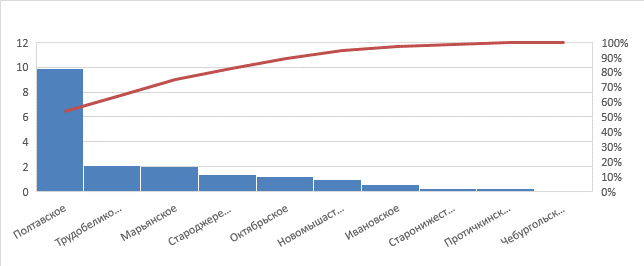 12 100%
10 90%
8 80%
6 70%
4 60%
2 50%
0 40%
30%
20%
10%
0%
Полтавское
Трудобелико...
Марьянское
Староджере...
Октябрьское
Новомышаст...
Ивановское
Старонижест...
Протичкинск...
Чебургольск...